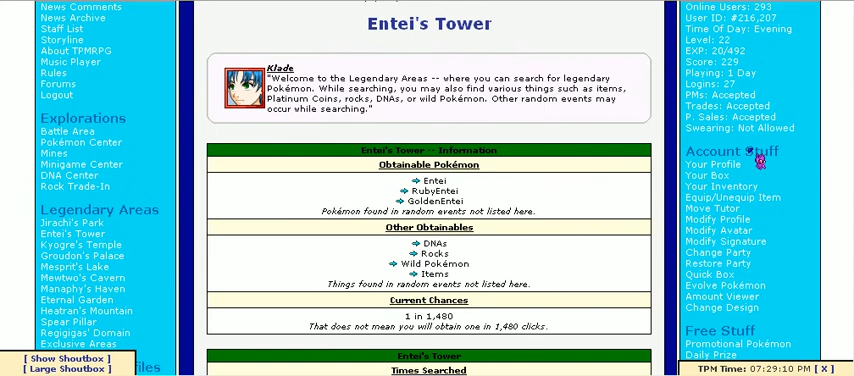 News Comments
News Archive
Staff List
Storyline
About TPMRPG
Music Player
Rules
Forums
Logout
Explorations
Battle Area
Pokémon Center
Mines
Minigame Center
DNA Center
Rock Trade-In
Legendary Areas
Jirachi's Park
Entei's Tower
Kyogre's Temple
Groudon's Palace
Mesprit's Lake
Mewtwo's Cavern
Manaphy's Haven
Eternal Garden
Heatran's Mountain
Spear Pillar
Regigigas' Domain
Exclusive Areas
files
[ Show Shoutbox ]
[ Large Shoutbox ]
Entei's Tower
Klade
"Welcome to the Legendary Areas -- where you can search for legendary
Pokémon. While searching, you may also find various things such as items,
Platinum Coins, rocks, DNAs, or wild Pokémon. Other random events may
occur while searching."
Entei's Tower -- Information
Obtainable Pokémon
Entei
RubyEntei
GoldenEntei
Pokémon found in random events not listed here.
Other Obtainables
DNAs
Rocks
Wild Pokémon
Items
Things found in random events not listed here.
Current Chances
1 in 1,480
That does not mean you will obtain one in 1,480 clicks.
Entei's Tower
Times Searched
Online Users: 293
User ID: #216,207
Time Of Day: Evening
Level: 22
EXP: 20/492
Score: 229
Playing: 1 Day
Logins: 27
PMs: Accepted
Trades: Accepted
P. Sales: Accepted
Swearing: Not Allowed
Account Stuff
Your Profile
Your Box
Your Inventory
Equip/Unequip Item
Move Tutor
Modify Profile
Modify Avatar
Modify Signature
Change Party
Restore Party
Quick Box
Evolve Pokémon
Amount Viewer
Change Design
Free Stuff
Promotional Pokémon
Daily Prize
TPM Time: 07:29:10 PM [ X ]